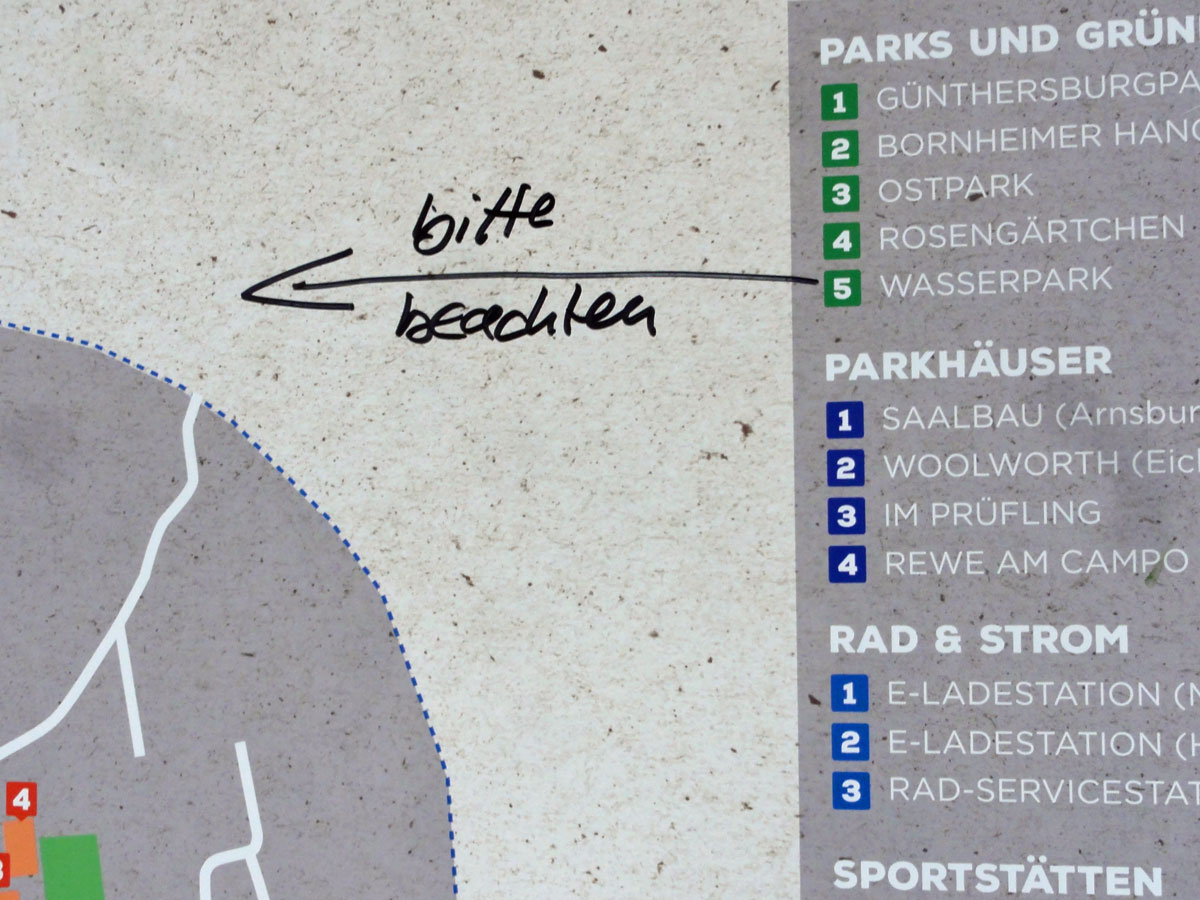 bitte
beachten
PARKS UND GRÜN
1 GÜNTHERSBURGPA
2 BORNHEIMER HANG
3 OSTPARK
4 ROSENGÄRTCHEN
5 WASSERPARK
PARKHÄUSER
1 SAALBAU (Arnsbur
2 WOOLWORTH (Eich
3 IM PRÜFLING
4 REWE AM CAMPO
RAD & STROM
1 E-LADESTATION (
2 E-LADESTATION (H
3 RAD-SERVICESTAT
SPORTSTÄTTEN
4